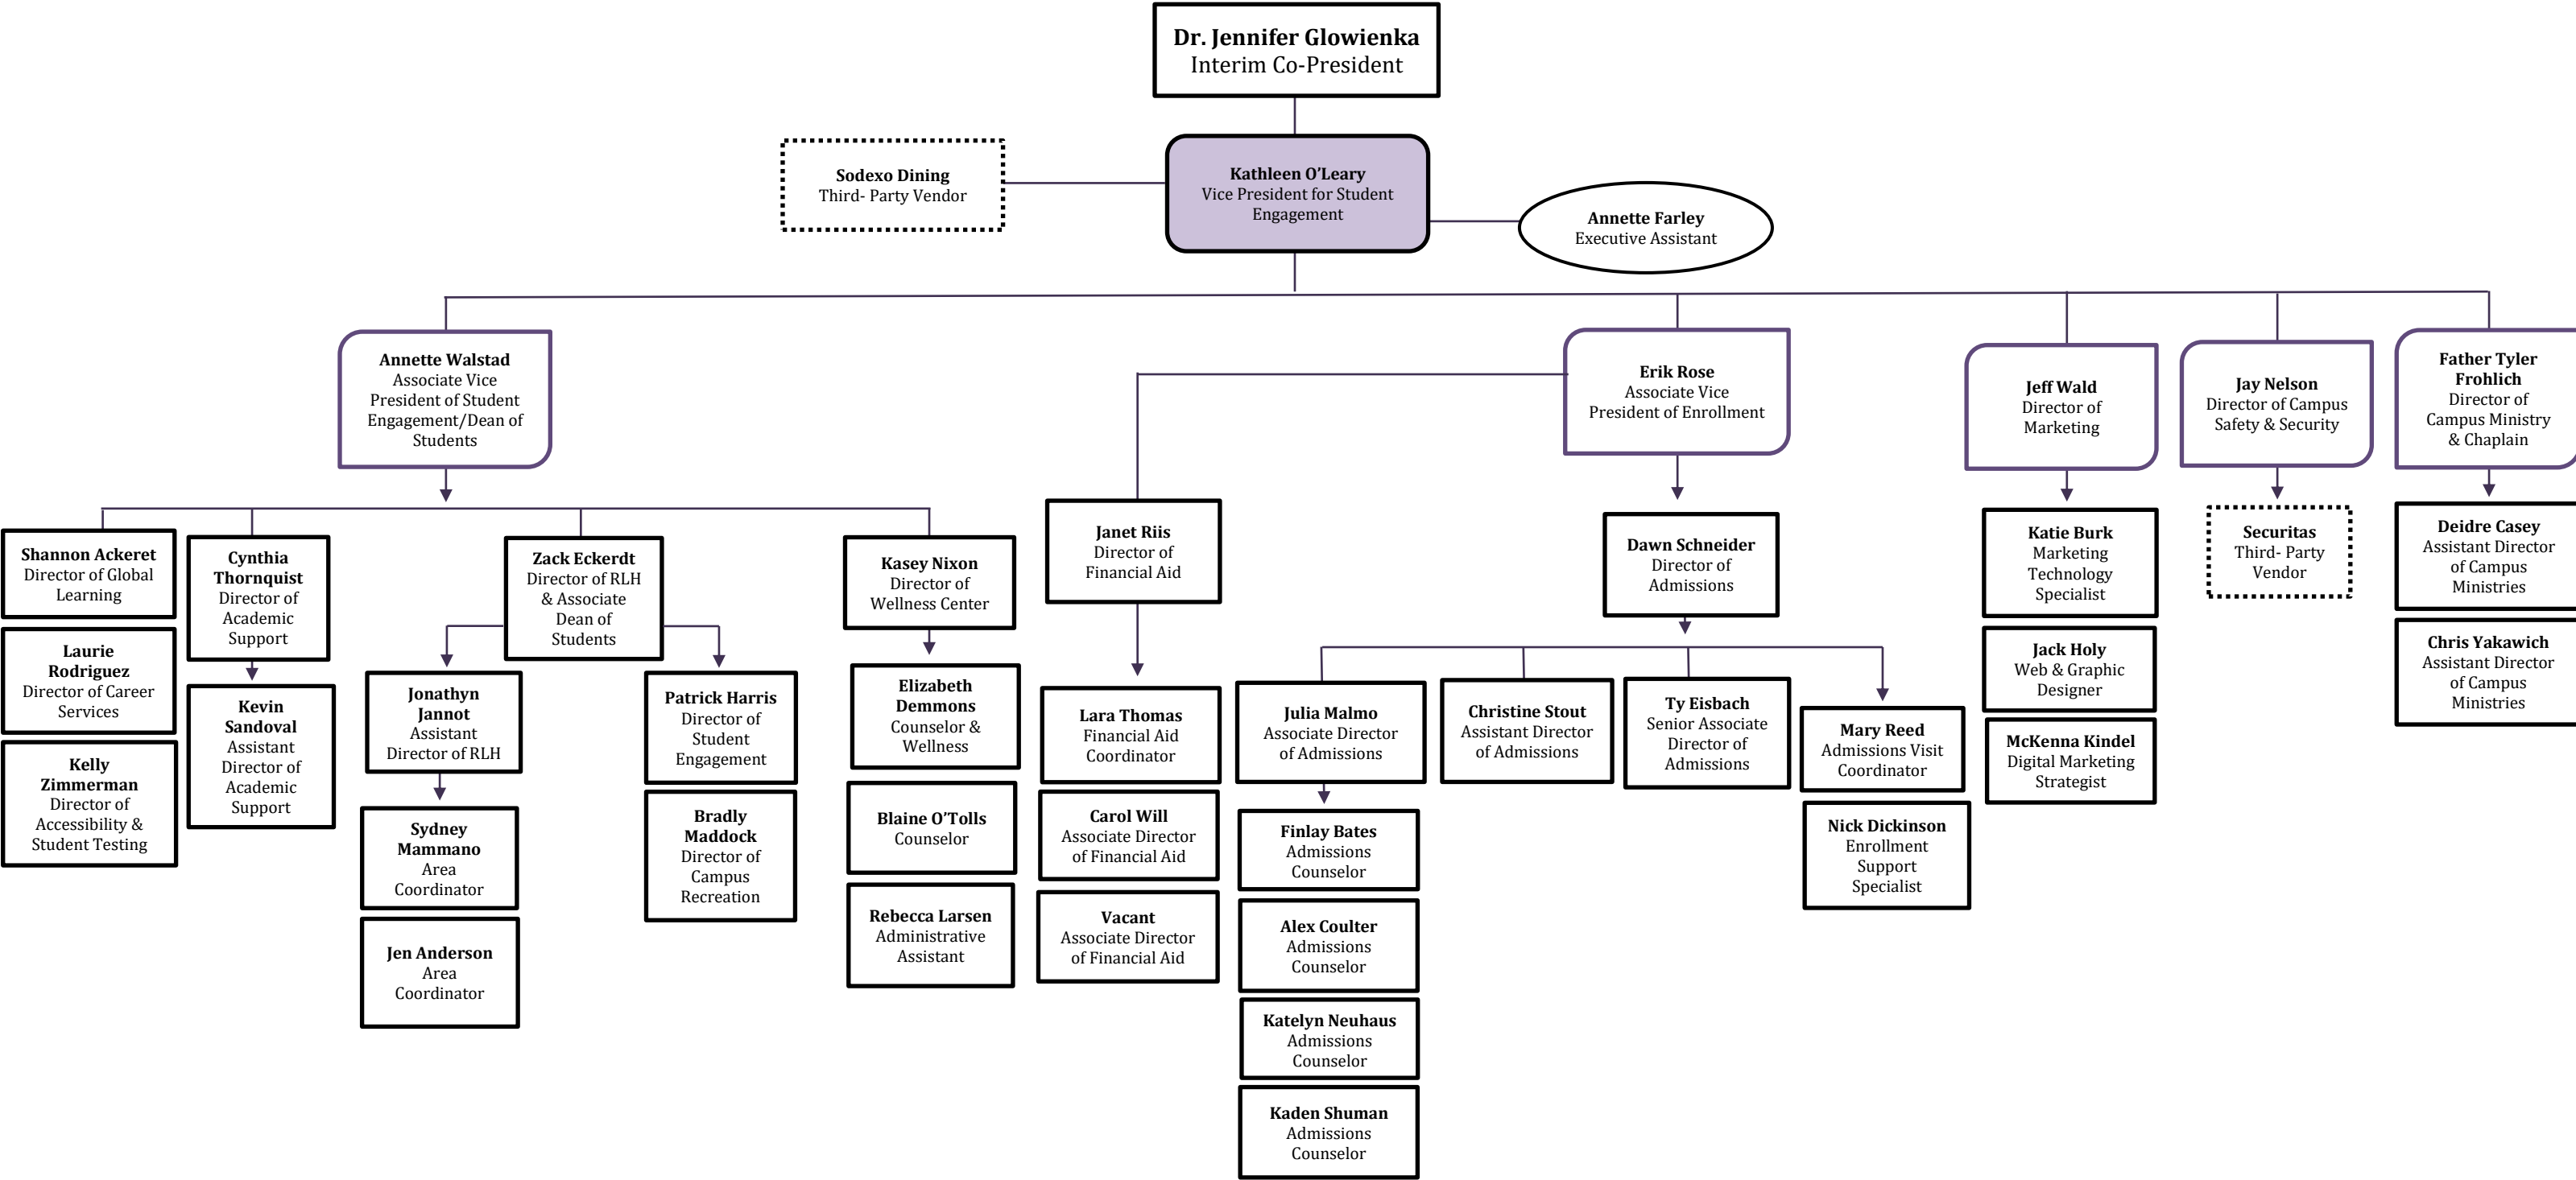 Dr. Jennifer Glowienka
Interim Co-President
Sodexo Dining
Third- Party Vendor
Kathleen O’Leary
Vice President for Student
Engagement
Annette Farley
Executive Assistant
Annette Walstad
Associate Vice
President of Student
Engagement/Dean of
Students
Erik Rose
Associate Vice
President of Enrollment
Jeff Wald
Director of
Marketing
Jay Nelson
Director of Campus
Safety & Security
Father Tyler
Frohlich
Director of
Campus Ministry
& Chaplain
Shannon Ackeret
Director of Global
Learning
Laurie
Rodriguez
Director of Career
Services
Kelly
Zimmerman
Director of
Accessibility &
Student Testing
Cynthia
Thornquist
Director of
Academic
Support
Kevin
Sandoval
Assistant
Director of
Academic
Support
Zack Eckerdt
Director of RLH
& Associate
Dean of
Students
Jonathyn
Jannot
Assistant
Director of RLH
Sydney
Mammano
Area
Coordinator
Jen Anderson
Area
Coordinator
Patrick Harris
Director of
Student
Engagement
Bradly
Maddock
Director of
Campus
Recreation
Kasey Nixon
Director of
Wellness Center
Elizabeth
Demmons
Counselor &
Wellness
Blaine O’Tolls
Counselor
Rebecca Larsen
Administrative
Assistant
Janet Riis
Director of
Financial Aid
Lara Thomas
Financial Aid
Coordinator
Carol Will
Associate Director
of Financial Aid
Vacant
Associate Director
of Financial Aid
Dawn Schneider
Director of
Admissions
Julia Malmo
Associate Director
of Admissions
Finlay Bates
Admissions
Counselor
Alex Coulter
Admissions
Counselor
Katelyn Neuhaus
Admissions
Counselor
Kaden Shuman
Admissions
Counselor
Christine Stout
Assistant Director
of Admissions
Ty Eisbach
Senior Associate
Director of
Admissions
Mary Reed
Admissions Visit
Coordinator
Nick Dickinson
Enrollment
Support
Specialist
Katie Burk
Marketing
Technology
Specialist
Jack Holy
Web & Graphic
Designer
McKenna Kindel
Digital Marketing
Strategist
Securitas
Third- Party
Vendor
Deidre Casey
Assistant Director
of Campus
Ministries
Chris Yakawich
Assistant Director
of Campus
Ministries